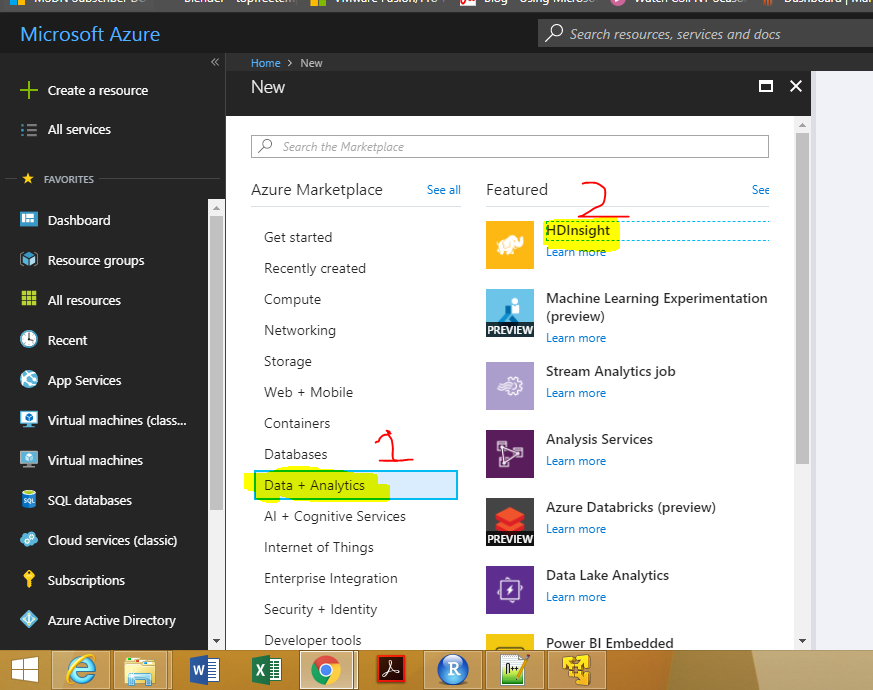 Microsoft Azure
Search resources, services and docs
Create a resource
All services
FAVORITES
Dashboard
Resource groups
All resources
Recent
App Services
Virtual machines (class...
Virtual machines
SQL databases
Cloud services (classic)
Subscriptions
Azure Active Directory
Home > New
New
Search the Marketplace
Azure Marketplace
See all
Get started
Recently created
Compute
Networking
Storage
Web + Mobile
Containers
Databases
1
Data + Analytics
AI + Cognitive Services
Internet of Things
Enterprise Integration
Security + Identity
Developer tools
Featured
2
See
HDInsight
Learn more
Machine Learning Experimentation
(preview)
PREVIEW
Learn more
Stream Analytics job
Learn more
Analysis Services
Learn more
Azure Databricks (preview)
PREVIEW
Learn more
Data Lake Analytics
Learn more
Power BI Embedded